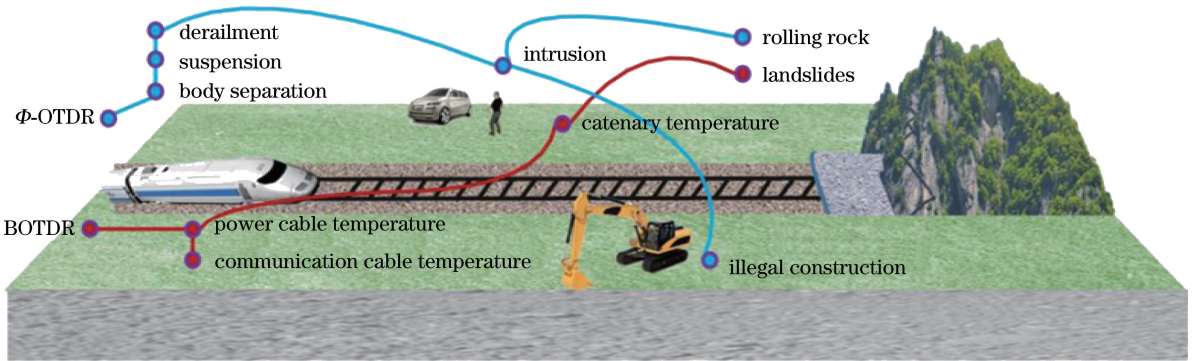 derailment
suspension
body separation
Φ-OTDR
intrusion
rolling rock
landslides
catenary temperature
BOTDR
power cable temperature
communication cable temperature
illegal construction